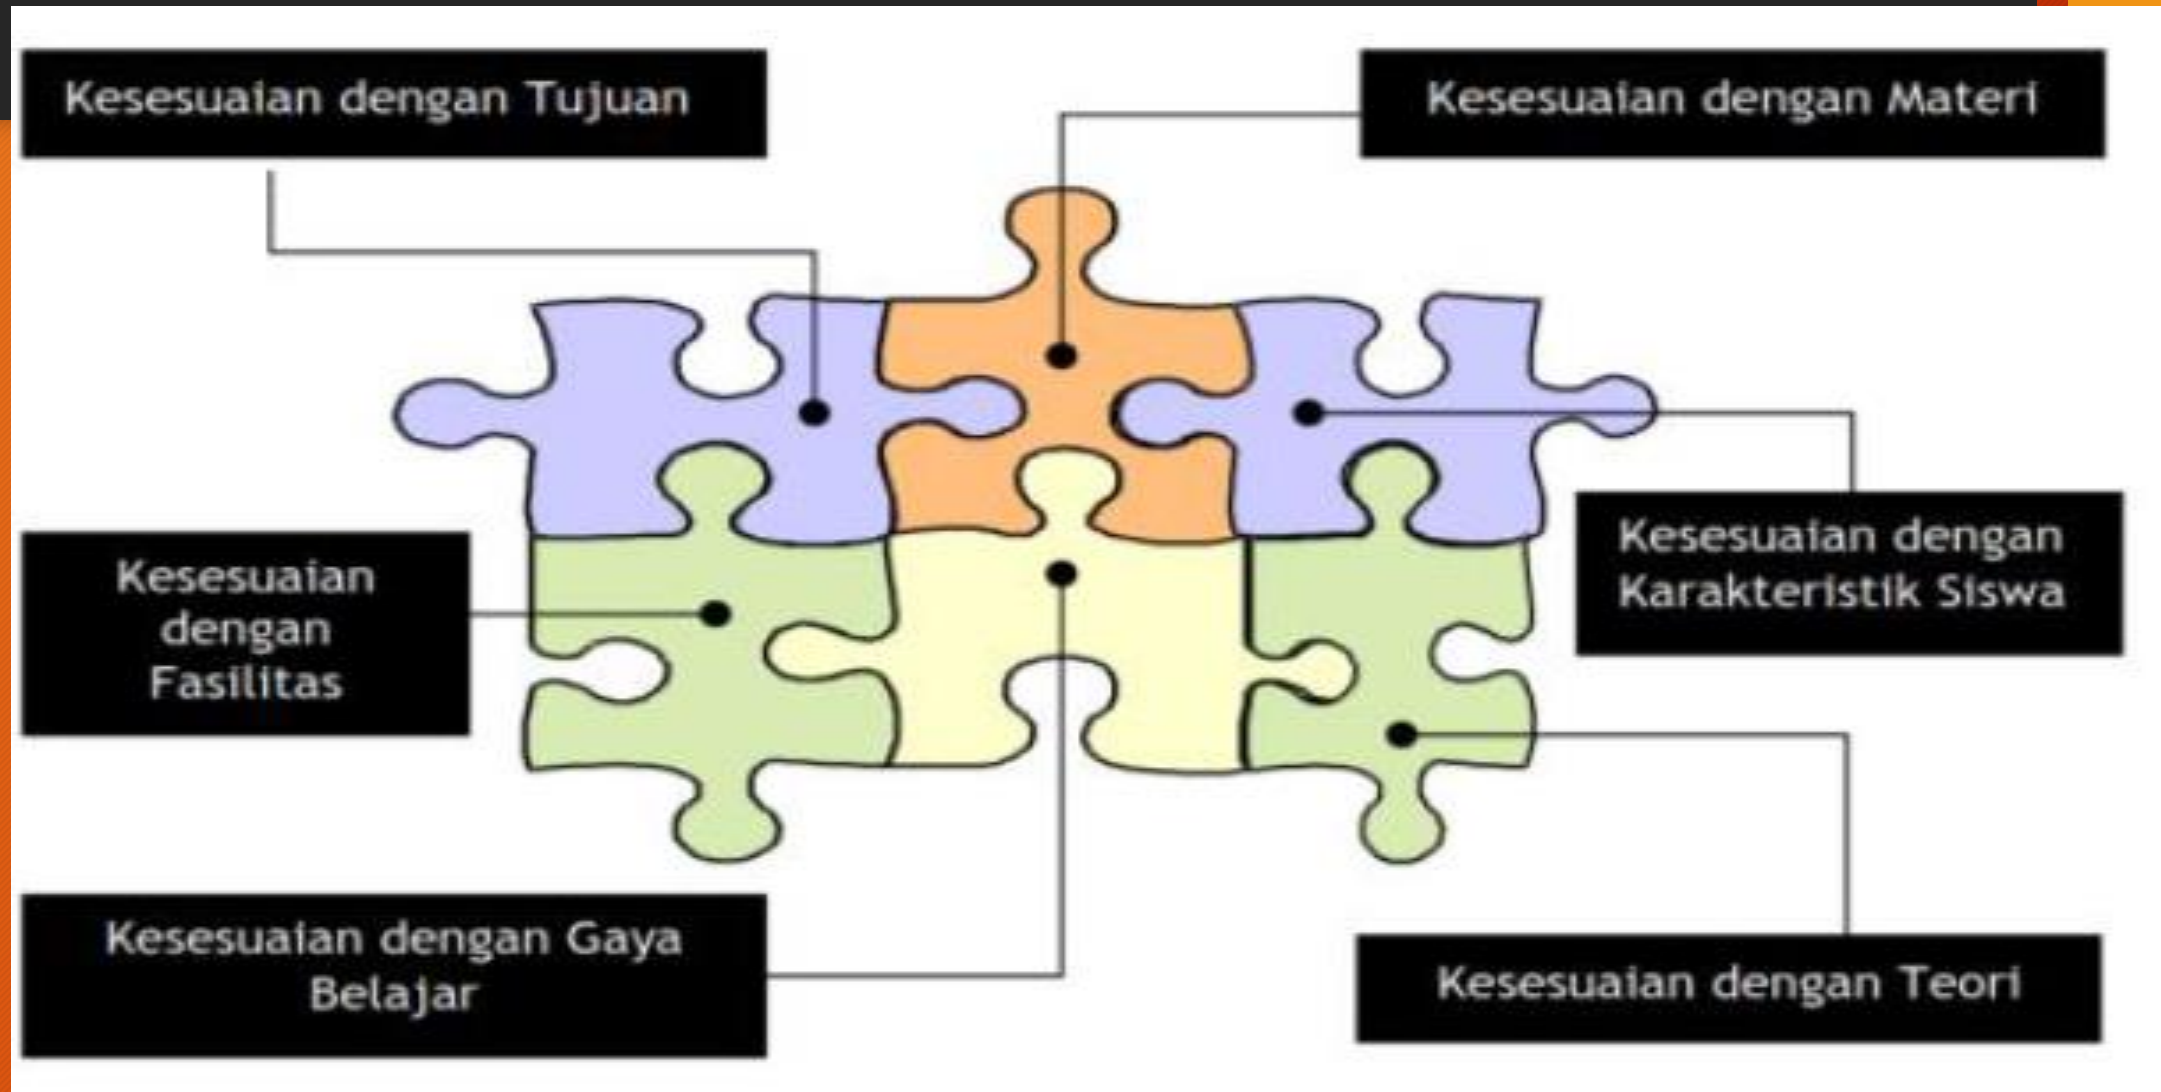 Kesesuaian dengan Tujuan
Kesesuaian dengan Materi
Kesesuaian dengan
Karakteristik Siswa
Kesesuaian
dengan
Fasilitas
Kesesuaian dengan Gaya
Belajar
Kesesuaian dengan Teori